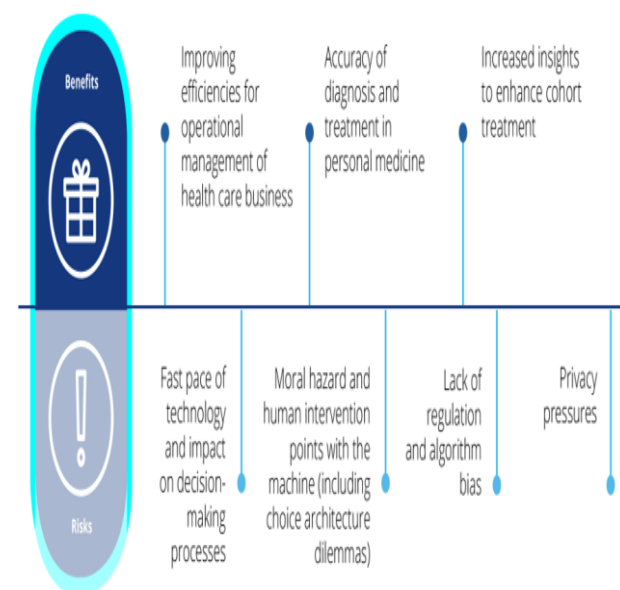 Benefits
Improving
efficiencies for
operational
management of
health care business
Accuracy of
diagnosis and
treatment in
personal medicine
Increased insights
to enhance cohort
treatment
Risks
Fast pace of
technology
and impact
on decision-
making
processes
Moral hazard and
human intervention
points with the
machine (including
choice architecture
dilemmas)
Lack of
regulation
and algorithm
bias
Privacy
pressures